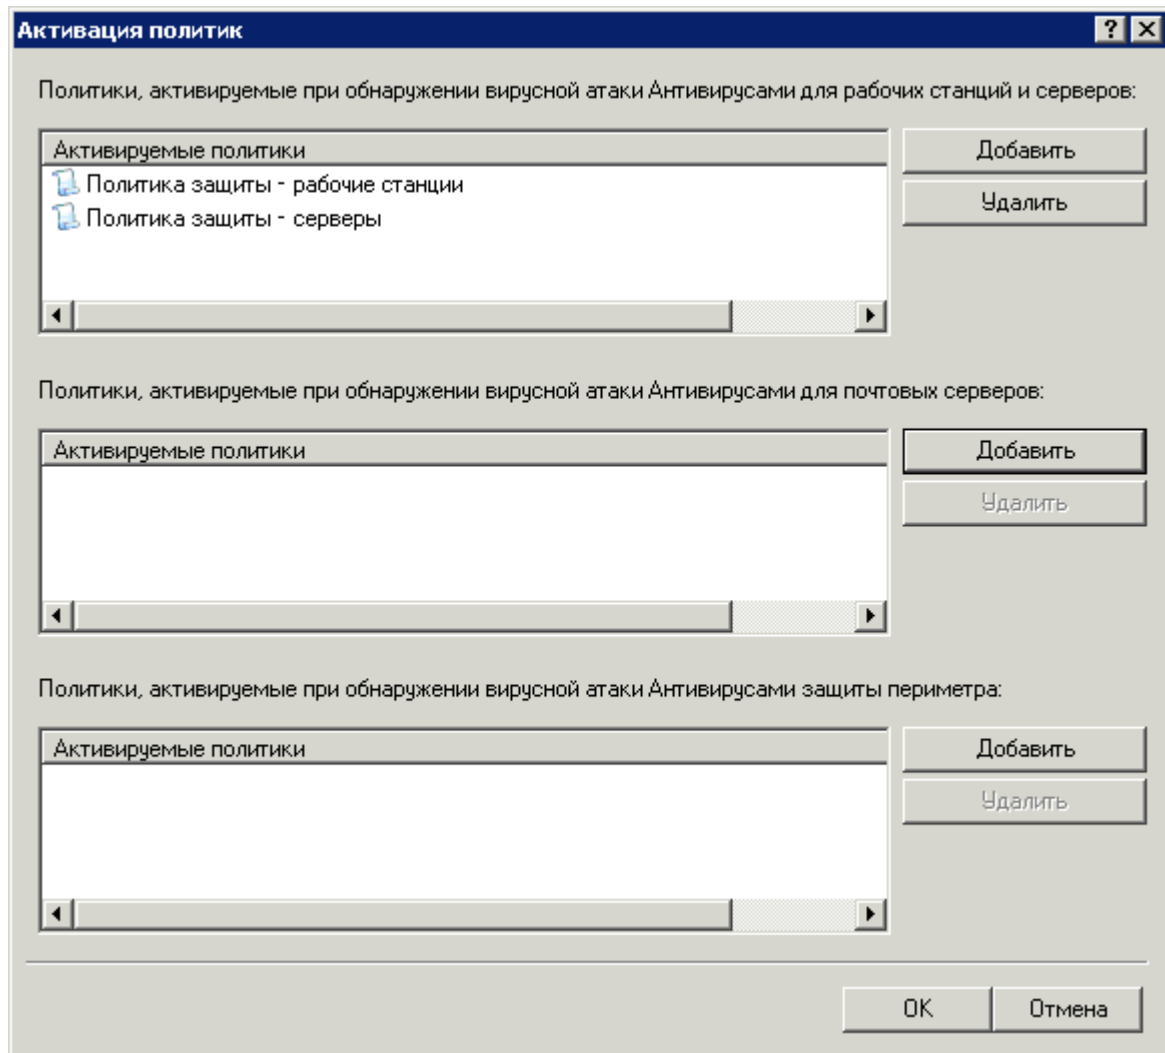 Активация политик
Политики, активируемые при обнаружении вирусной атаки Антивирусами для рабочих станций и серверов:
Активируемые политики
Добавить
Политика защиты - рабочие станции
Удалить
Политика защиты - серверы
Политики, активируемые при обнаружении вирусной атаки Антивирусами для почтовых серверов:
Активируемые политики
Добавить
Удалить
Политики, активируемые при обнаружении вирусной атаки Антивирусами защиты периметра:
Активируемые политики
Добавить
Удалить
OK
Отмена